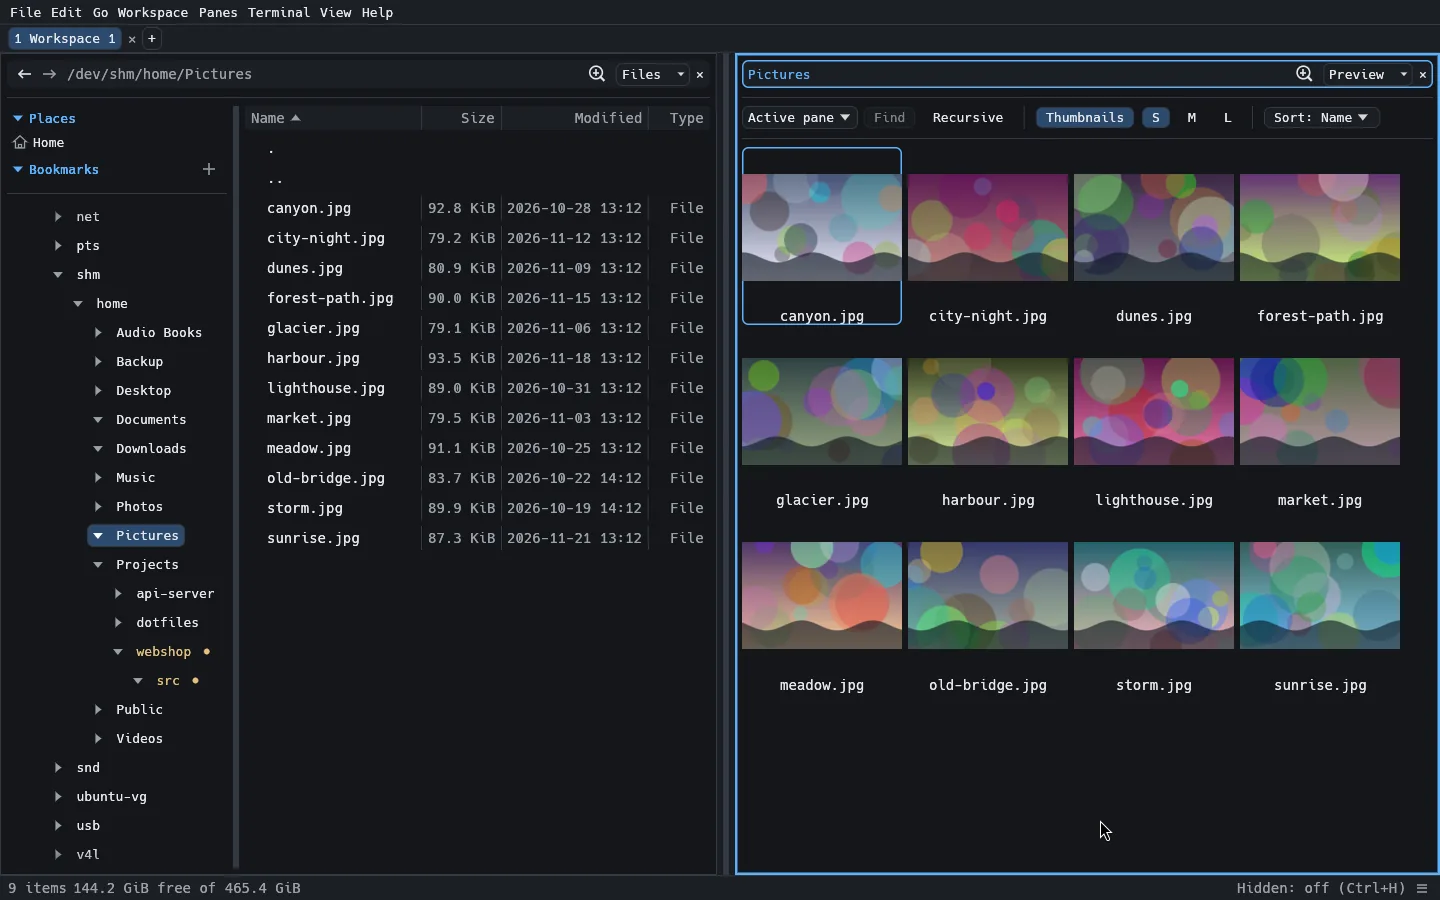 File Edit Go Workspace Panes Terminal View Help
1 Workspace 1 × +
/dev/shm/home/Pictures Files ×
Places
Home
Bookmarks +
net
pts
shm
home
Audio Books
Backup
Desktop
Documents
Downloads
Music
Photos
Pictures
Projects
api-server
dotfiles
webshop
src
Public
Videos
snd
ubuntu-vg
usb
v4l
Name Size Modified Type
.
..
canyon.jpg 92.8 KiB 2026-10-28 13:12 File
city-night.jpg 79.2 KiB 2026-11-12 13:12 File
dunes.jpg 80.9 KiB 2026-11-09 13:12 File
forest-path.jpg 90.0 KiB 2026-11-15 13:12 File
glacier.jpg 79.1 KiB 2026-11-06 13:12 File
harbour.jpg 93.5 KiB 2026-11-18 13:12 File
lighthouse.jpg 89.0 KiB 2026-10-31 13:12 File
market.jpg 79.5 KiB 2026-11-03 13:12 File
meadow.jpg 91.1 KiB 2026-10-25 13:12 File
old-bridge.jpg 83.7 KiB 2026-10-22 14:12 File
storm.jpg 89.9 KiB 2026-10-19 14:12 File
sunrise.jpg 87.3 KiB 2026-11-21 13:12 File
Pictures Preview ×
Active pane Find Recursive Thumbnails S M L Sort: Name
canyon.jpg city-night.jpg dunes.jpg forest-path.jpg
glacier.jpg harbour.jpg lighthouse.jpg market.jpg
meadow.jpg old-bridge.jpg storm.jpg sunrise.jpg
9 items 144.2 GiB free of 465.4 GiB Hidden: off (Ctrl+H)